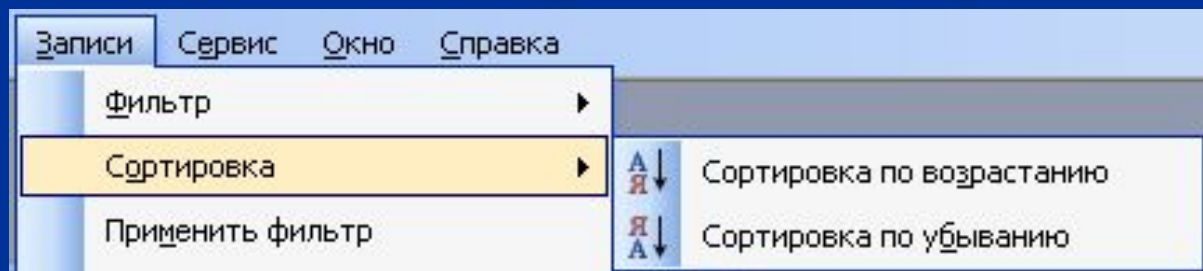 Записи Сервис Окно Справка
Фильтр
Сортировка
Применить фильтр
А
Я
Сортировка по возрастанию
Я
А
Сортировка по убыванию